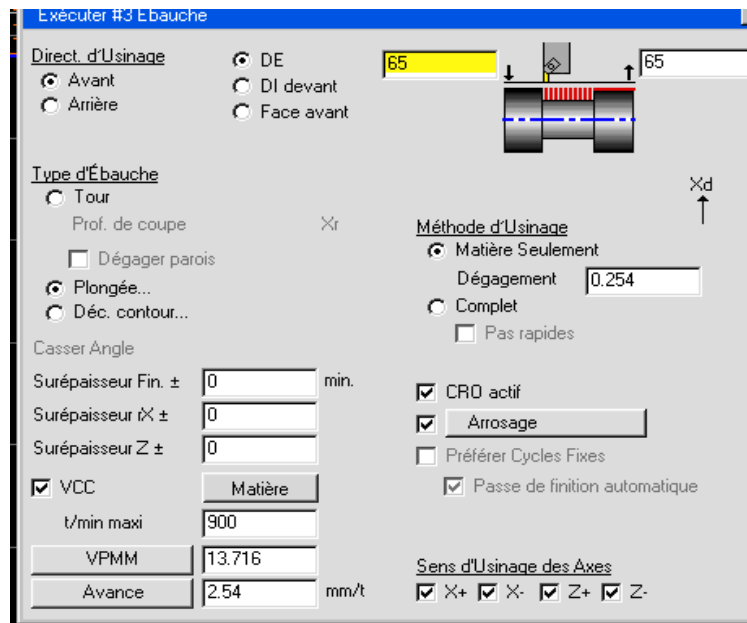 Exécuter #3 Ebauche
Direct. d'Usinage
Avant
Arrière
DE
DI devant
Face avant
65
65
Type d'Ébauche
Tour
Prof. de coupe Xr
Dégager parois
Plongée...
Déc. contour...
Casser Angle
Surépaisseur Fin. ± 0 min.
Surépaisseur rX ± 0
Surépaisseur Z ± 0
VCC Matière
t/min maxi 900
VPMM 13.716
Avance 2.54 mm/t
Xd
Méthode d'Usinage
Matière Seulement
Dégagement 0.254
Complet
Pas rapides
CRO actif
Arrosage
Préférer Cycles Fixes
Passe de finition automatique
Sens d'Usinage des Axes
X+ X- Z+ Z-